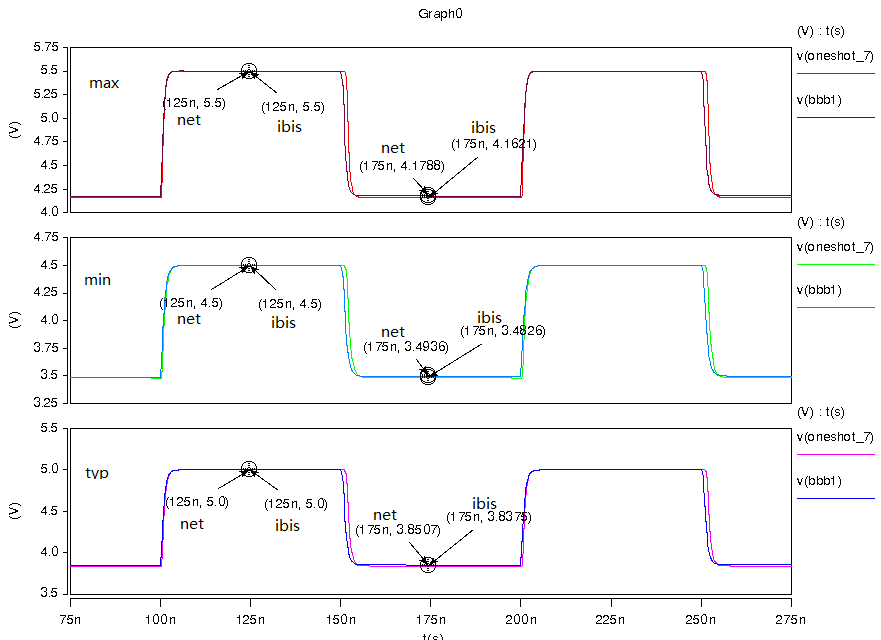 Graph0
(V) : t(s)
5.75
5.5
5.25
5.0
4.75
4.5
4.25
4.0
(V)
max
(125n, 5.5)
net
(125n, 5.5)
ibis
net
(175n, 4.1788)
ibis
(175n, 4.1621)
v(oneshot_7)
v(bbb1)
(V) : t(s)
4.75
4.5
4.25
4.0
3.75
3.5
3.25
(V)
min
(125n, 4.5)
net
(125n, 4.5)
ibis
net
(175n, 3.4936)
ibis
(175n, 3.4826)
v(oneshot_7)
v(bbb1)
(V) : t(s)
5.5
5.0
4.5
4.0
3.5
(V)
typ
(125n, 5.0)
net
(125n, 5.0)
ibis
net
(175n, 3.8507)
ibis
(175n, 3.8375)
v(oneshot_7)
v(bbb1)
75n 100n 125n 150n 175n 200n 225n 250n 275n
t(s)